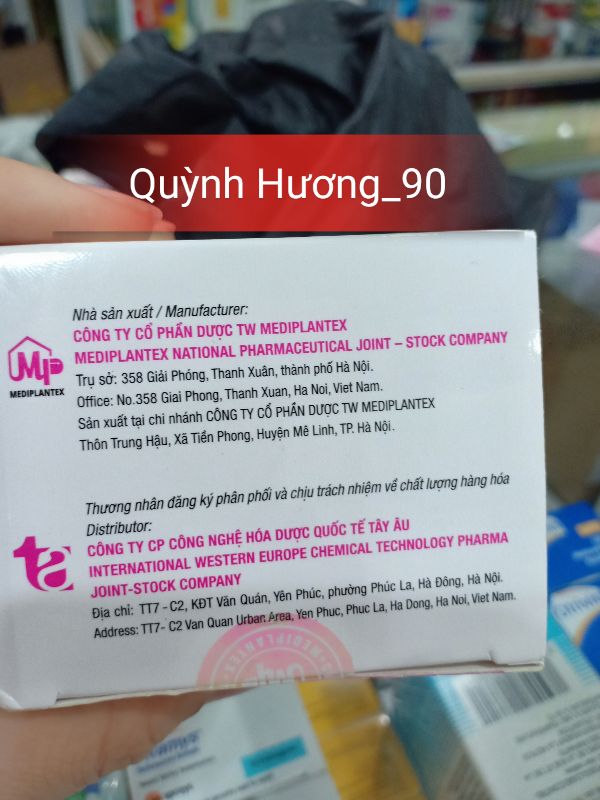 Quỳnh Hương_90
Nhà sản xuất / Manufacturer:
CÔNG TY CỔ PHẦN DƯỢC TW MEDIPLANTEX
MEDIPLANTEX NATIONAL PHARMACEUTICAL JOINT – STOCK COMPANY
Trụ sở: 358 Giải Phóng, Thanh Xuân, thành phố Hà Nội.
Office: No.358 Giai Phong, Thanh Xuan, Ha Noi, Viet Nam.
Sản xuất tại chi nhánh CÔNG TY CỔ PHẦN DƯỢC TW MEDIPLANTEX
Thôn Trung Hậu, Xã Tiền Phong, Huyện Mê Linh, TP. Hà Nội.
MP
MEDIPLANTEX
Thương nhân đăng ký phân phối và chịu trách nhiệm về chất lượng hàng hóa
Distributor:
CÔNG TY CP CÔNG NGHỆ HÓA DƯỢC QUỐC TẾ TÂY ÂU
INTERNATIONAL WESTERN EUROPE CHEMICAL TECHNOLOGY PHARMA
JOINT-STOCK COMPANY
Địa chỉ: TT7 - C2, KĐT Văn Quán, Yên Phúc, phường Phúc La, Hà Đông, Hà Nội.
Address: TT7- C2 Van Quan Urban Area, Yen Phuc, Phuc La, Ha Dong, Ha Noi, Viet Nam.
ta
MEDIPLANTEX